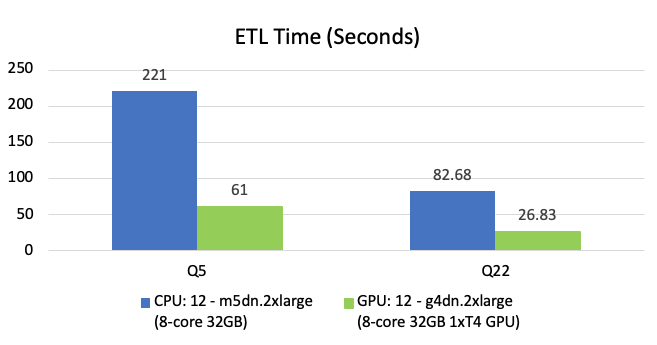 ETL Time (Seconds)
250
200
150
100
50
0
221
61
82.68
26.83
Q5
Q22
CPU: 12 - m5dn.2xlarge
(8-core 32GB)
GPU: 12 - g4dn.2xlarge
(8-core 32GB 1xT4 GPU)